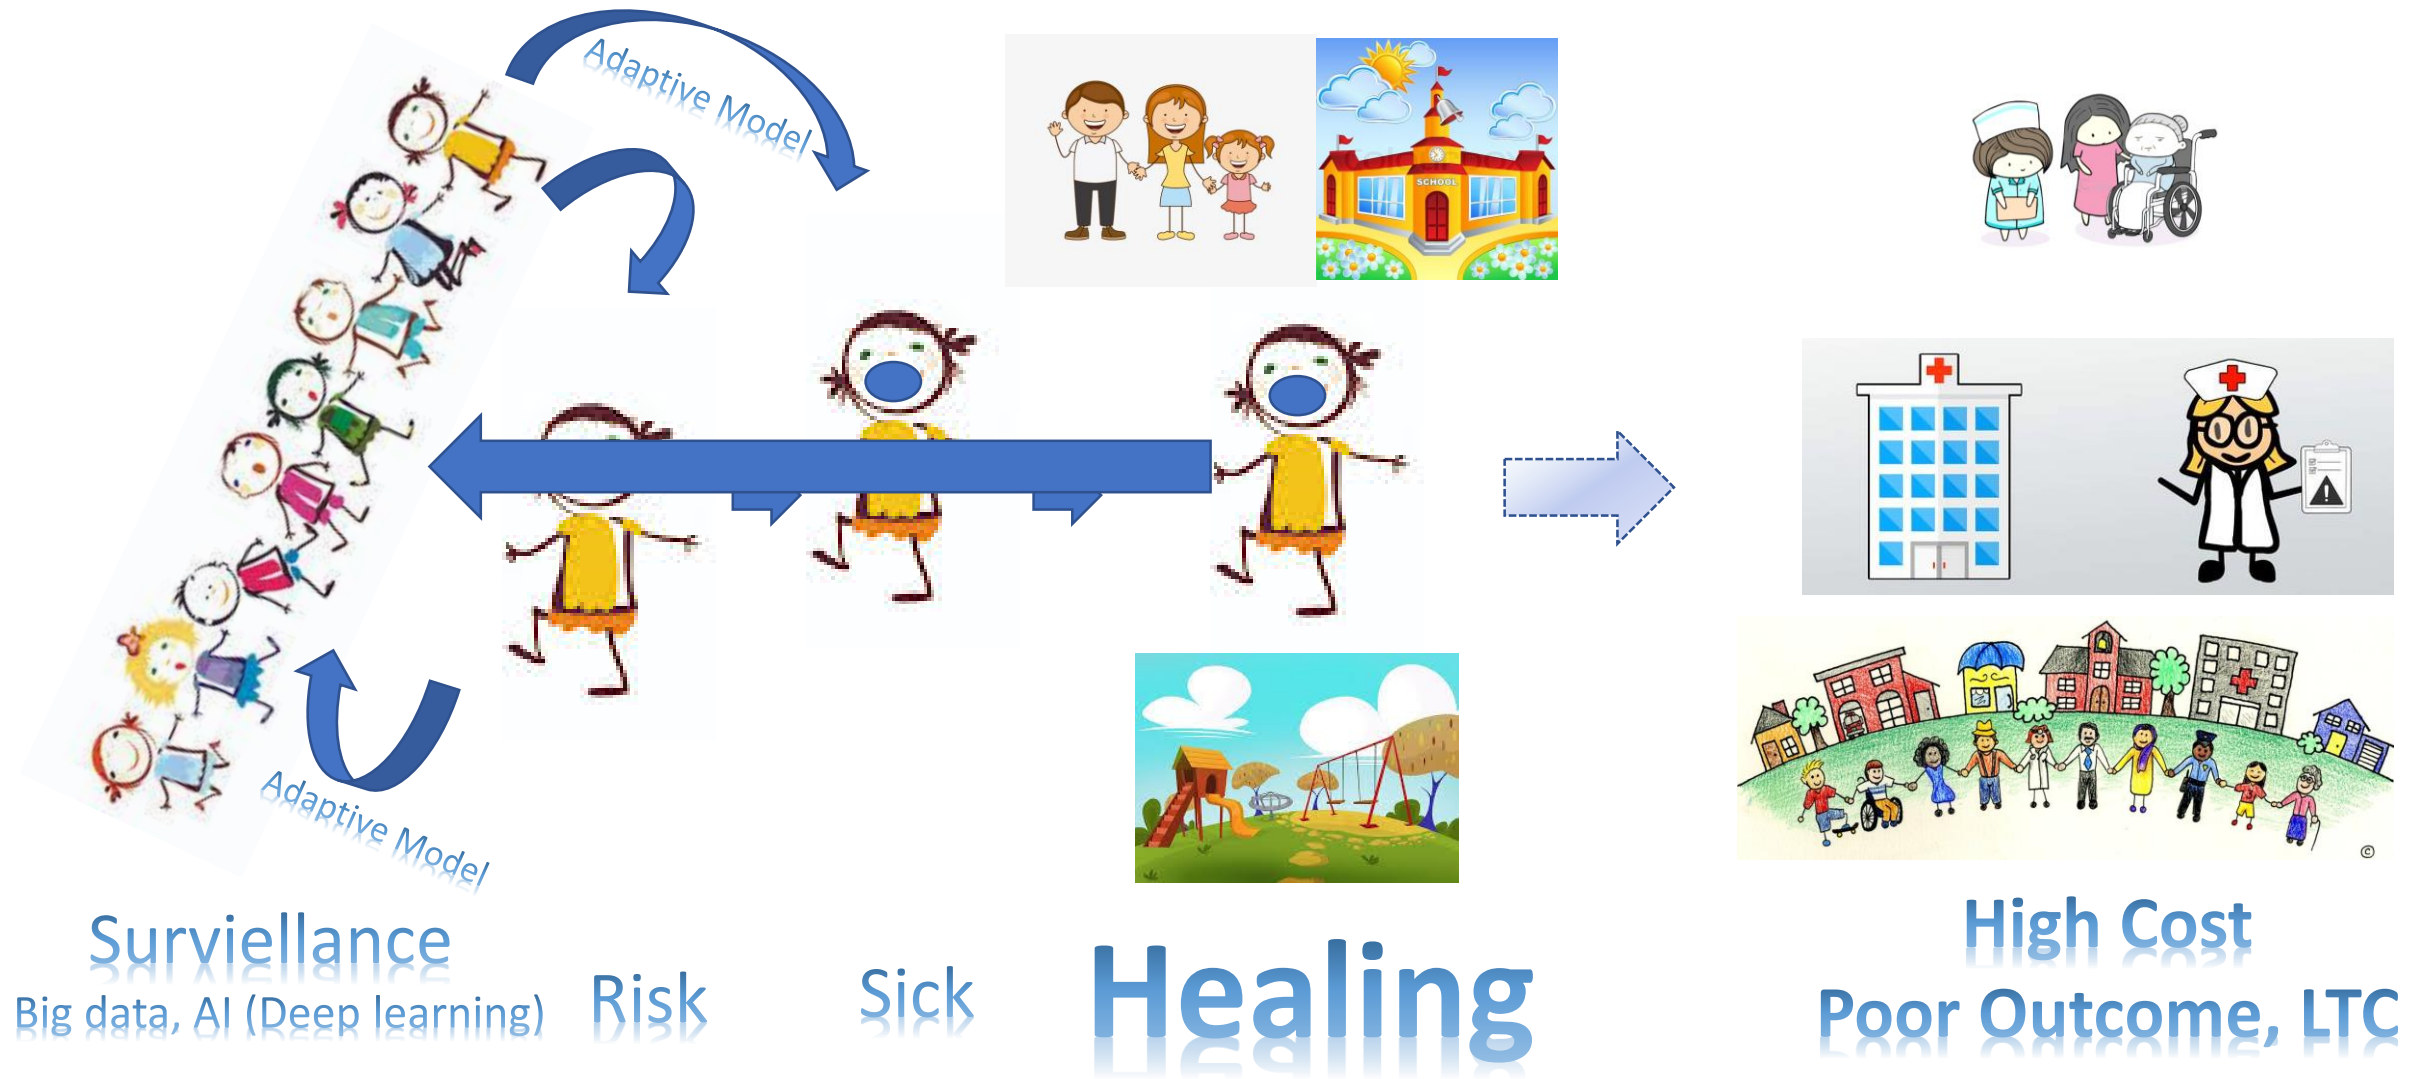 Adaptive Model
SCHOOL
Adaptive Model
©
Surviellance
Big data, AI (Deep learning)
Risk
Sick
Healing
High Cost
Poor Outcome, LTC